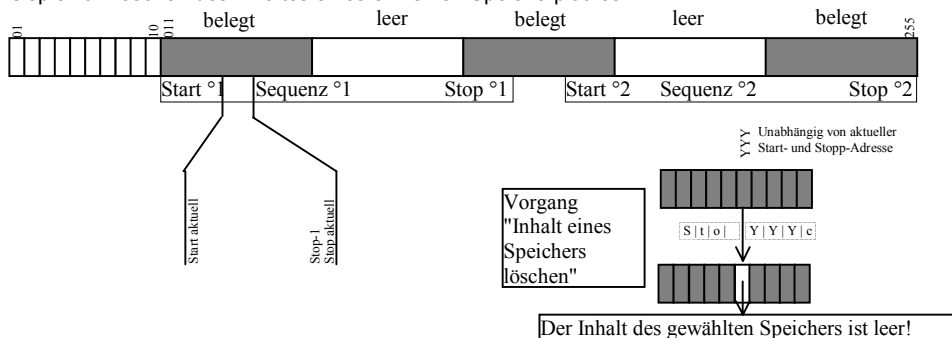 belegt leer belegt leer belegt
01 10 011 255
Start °1 Sequenz °1 Stop °1 Start °2 Sequenz °2 Stop °2
Start aktuell
Stop-1
Stop aktuell
YYY Unabhängig von aktueller
Start- und Stopp-Adresse
Vorgang
"Inhalt eines
Speichers
löschen"
S | t | o | Y | Y | Y | c
Der Inhalt des gewählten Speichers ist leer!